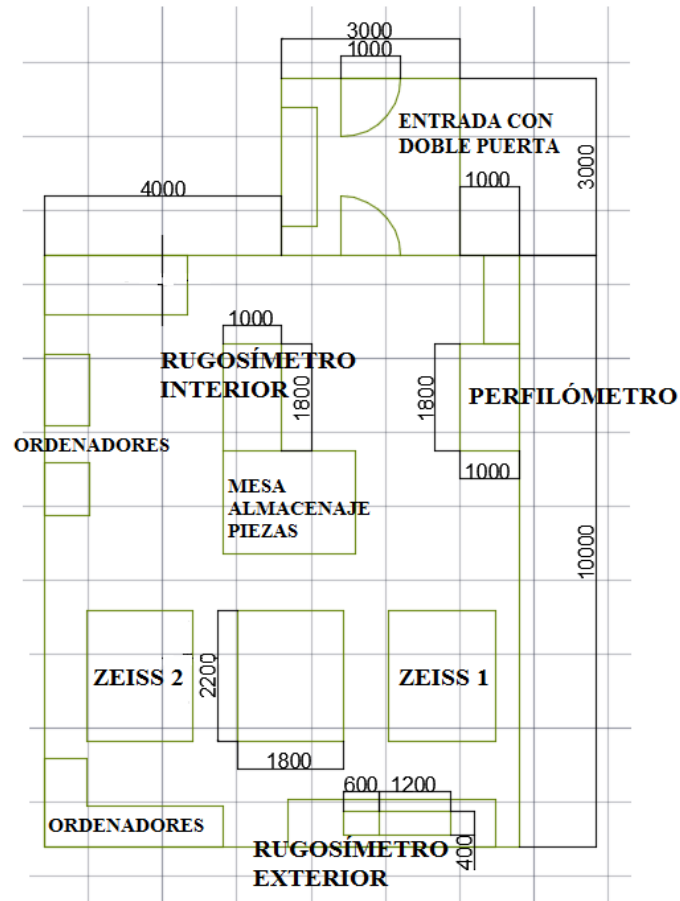 3000
1000
ENTRADA CON
DOBLE PUERTA
3000
1000
4000
1000
RUGOSÍMETRO
INTERIOR
1800
1800
PERFILÓMETRO
ORDENADORES
1000
MESA
ALMACENAJE
PIEZAS
10000
ZEISS 2
2200
ZEISS 1
1800
600
1200
ORDENADORES
400
RUGOSÍMETRO
EXTERIOR